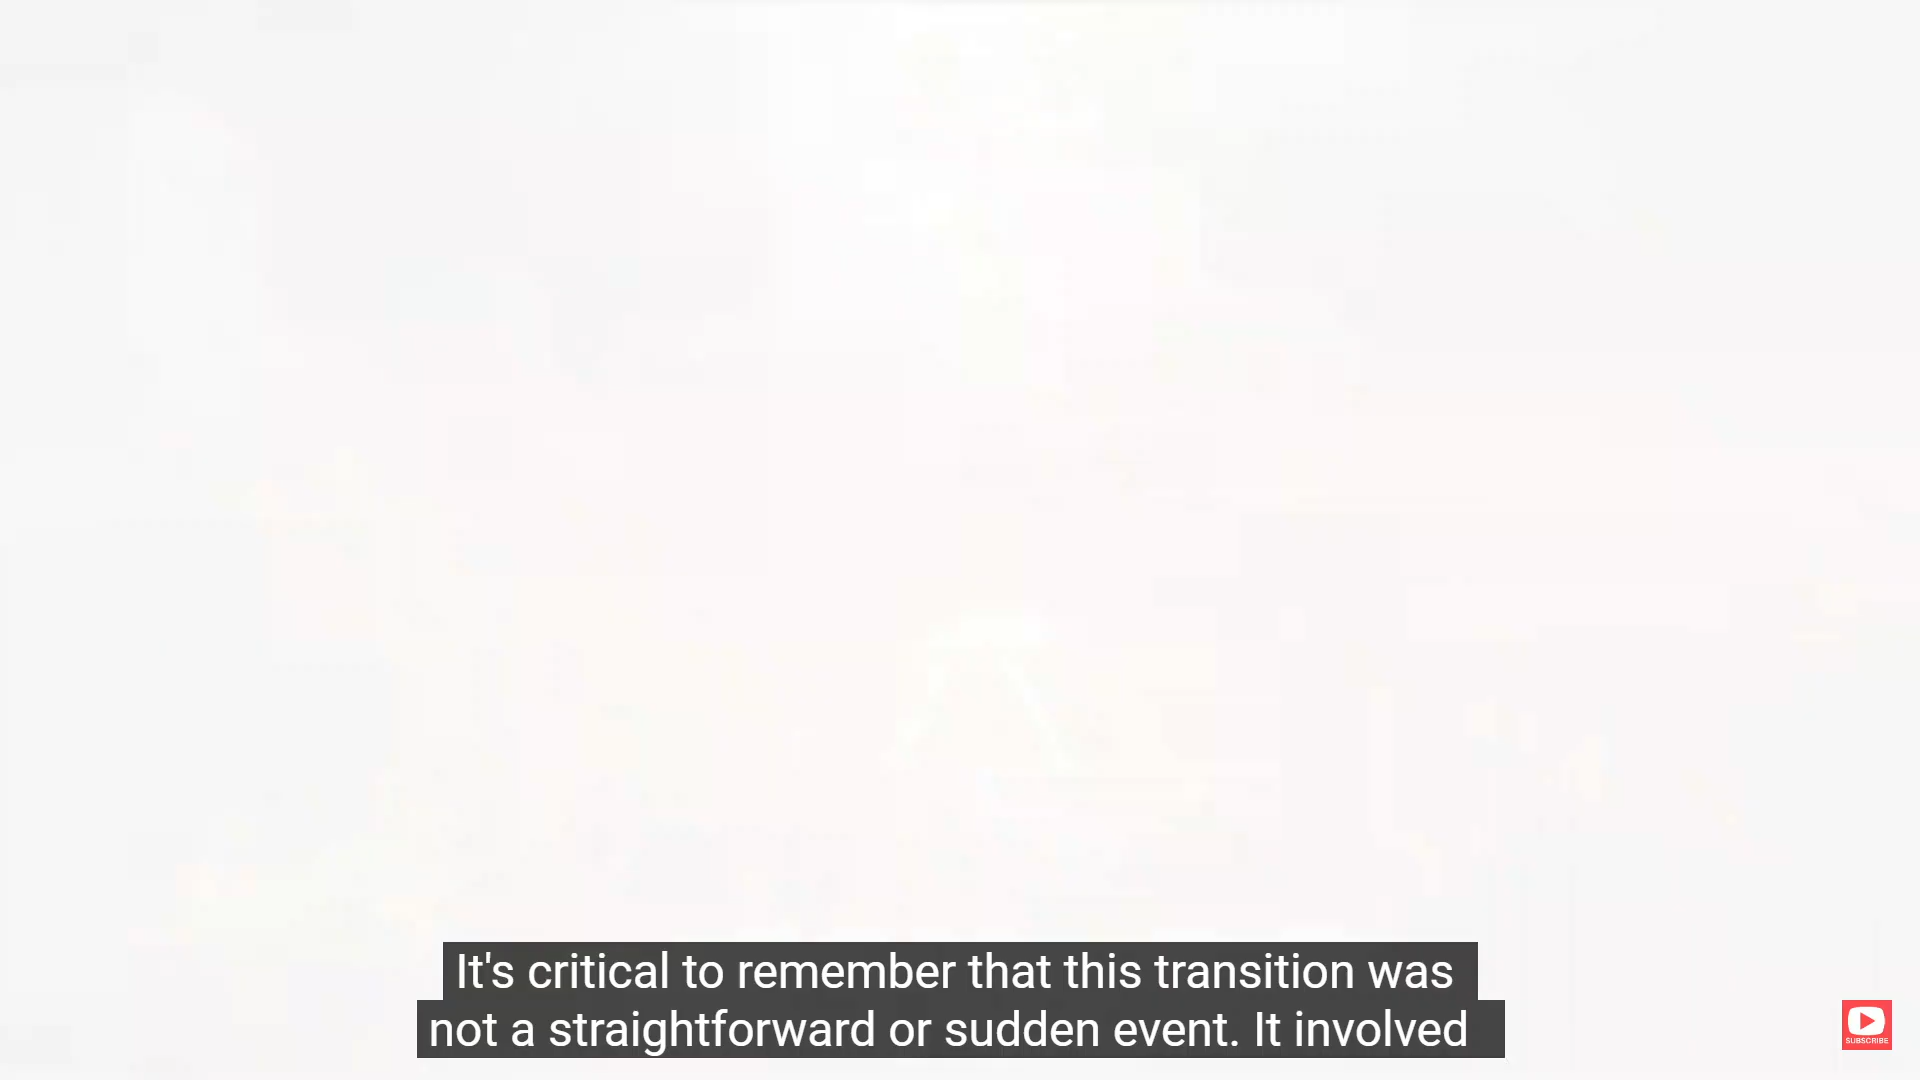 It's critical to remember that this transition was
not a straightforward or sudden event. It involved
SUBSCRIBE